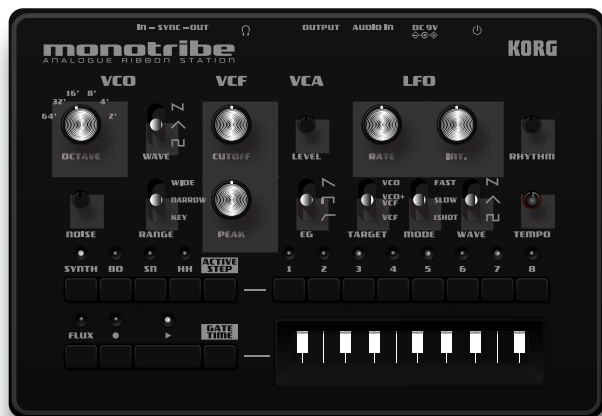 IN – SYNC – OUT
OUTPUT AUDIO IN DC 9V
monotribe
ANALOGUE RIBBON STATION
KORG
VCO VCF VCA LFO
16' 8'
32' 4'
64' 2'
OCTAVE WAVE CUTOFF LEVEL RATE INT. RHYTHM
WIDE
NARROW
KEY
VCO
VCO+
VCF
VCF
FAST
SLOW
1SHOT
NOISE RANGE PEAK EG TARGET MODE WAVE TEMPO
SYNTH BD SN HH ACTIVE
STEP
1 2 3 4 5 6 7 8
FLUX GATE
TIME